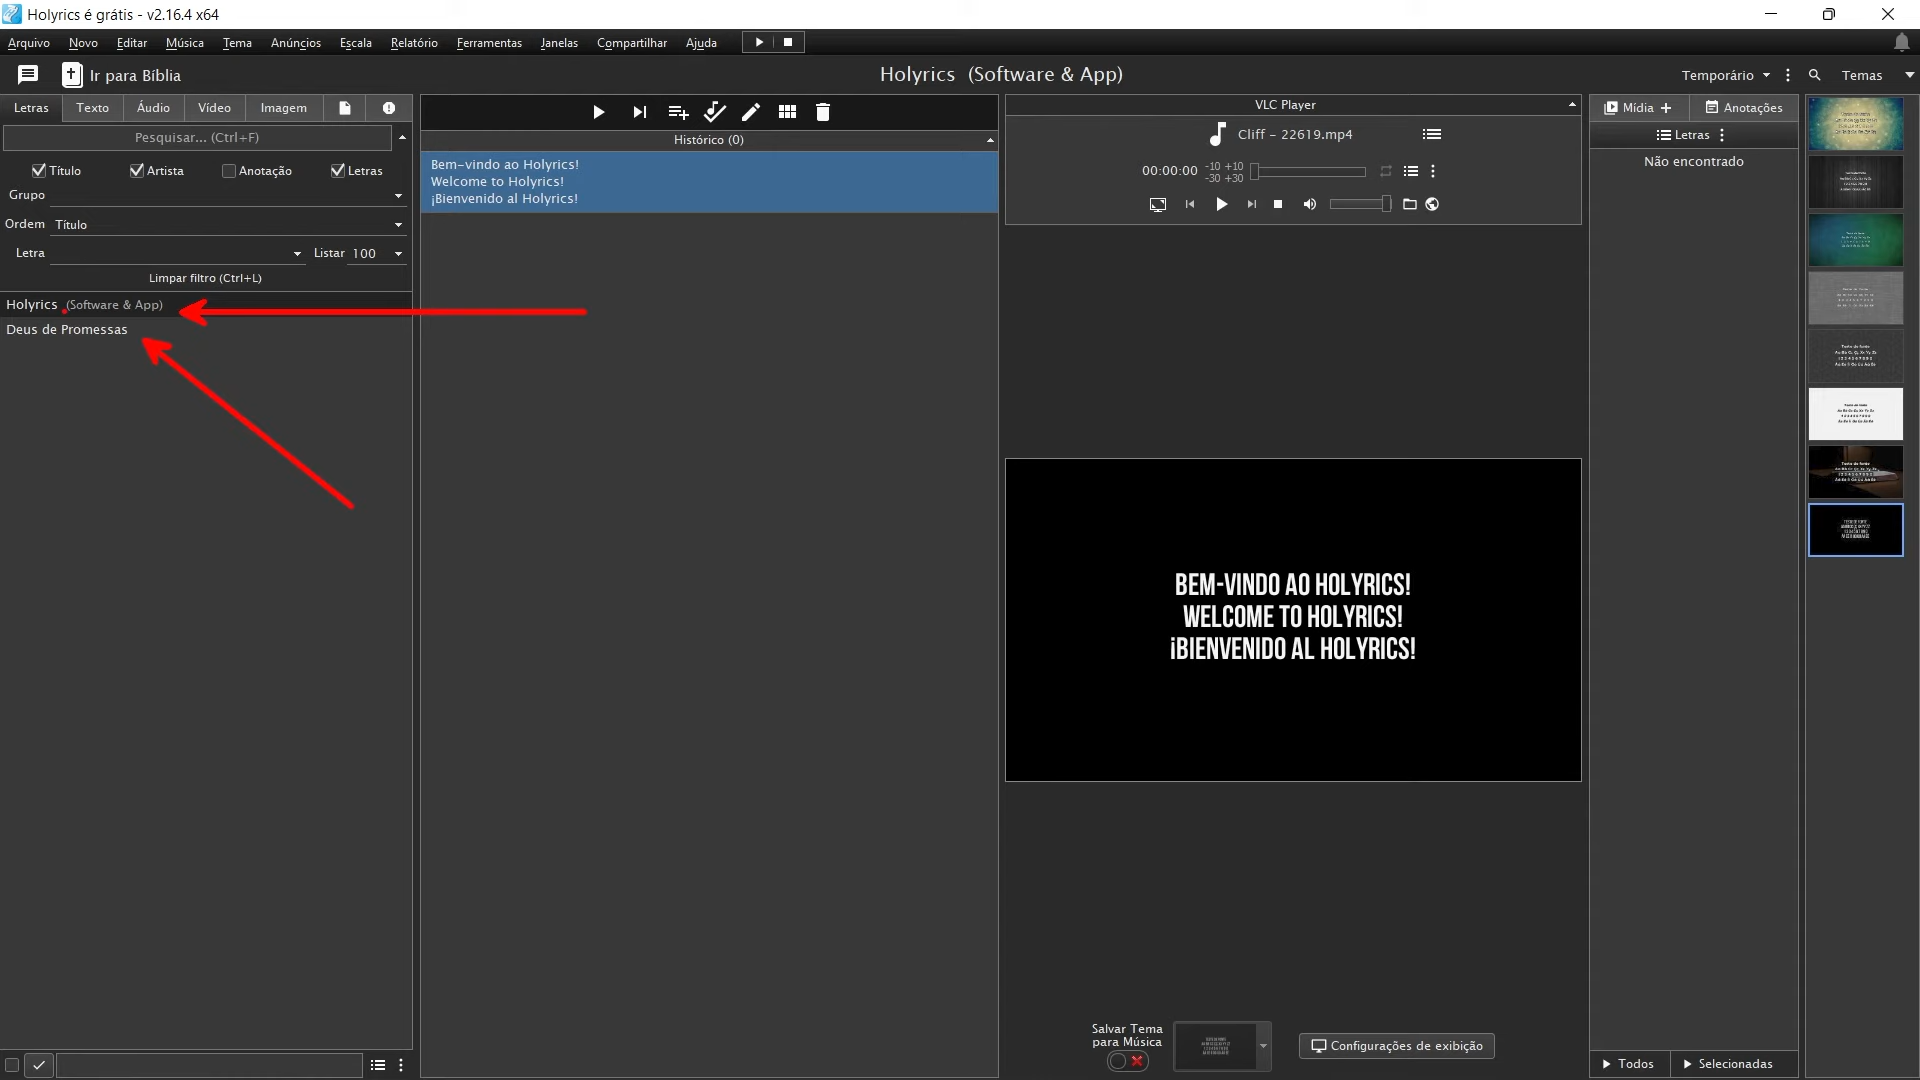 Holyrics é grátis - v2.16.4 x64
Arquivo Novo Editar Música Tema Anúncios Escala Relatório Ferramentas Janelas Compartilhar Ajuda
Ir para Bíblia
Holyrics (Software & App)
Temporário
Temas
Letras Texto Áudio Vídeo Imagem
Pesquisar... (Ctrl+F)
Título Artista Anotação Letras
Grupo
Ordem Título
Letra
Listar 100
Limpar filtro (Ctrl+L)
Holyrics (Software & App)
Deus de Promessas
Histórico (0)
Bem-vindo ao Holyrics!
Welcome to Holyrics!
¡Bienvenido al Holyrics!
VLC Player
Cliff - 22619.mp4
00:00:00
-10 +10
-30 +30
BEM-VINDO AO HOLYRICS!
WELCOME TO HOLYRICS!
¡BIENVENIDO AL HOLYRICS!
Salvar Tema
para Música
Configurações de exibição
Mídia + Anotações
Letras
Não encontrado
Todos Selecionadas